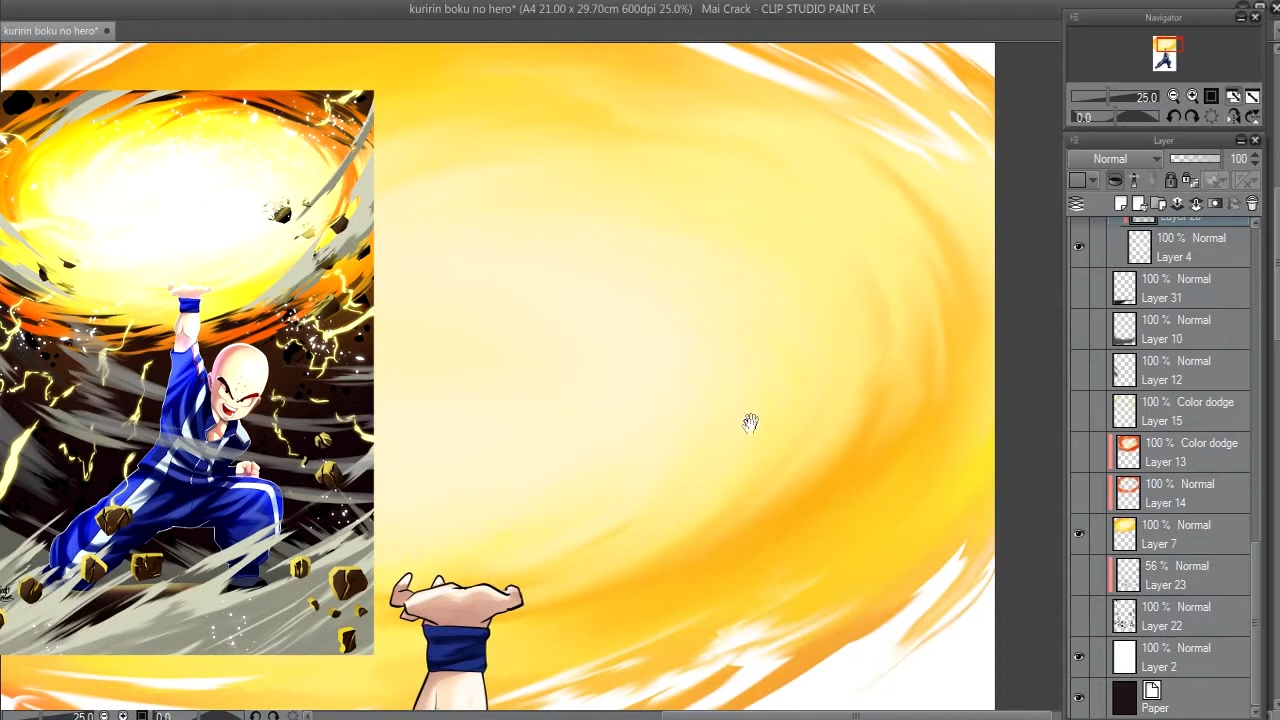 kuririn boku no hero* (A4 21.00 x 29.70cm 600dpi 25.0%) Mai Crack - CLIP STUDIO PAINT EX
kuririn boku no hero*
Navigator
25.0
0.0
Layer
Normal 100
100 % Normal
Layer 4
100 % Normal
Layer 31
100 % Normal
Layer 10
100 % Normal
Layer 12
100 % Color dodge
Layer 15
100 % Color dodge
Layer 13
100 % Normal
Layer 14
100 % Normal
Layer 7
56 % Normal
Layer 23
100 % Normal
Layer 22
100 % Normal
Layer 2
Paper
25.0 0.0